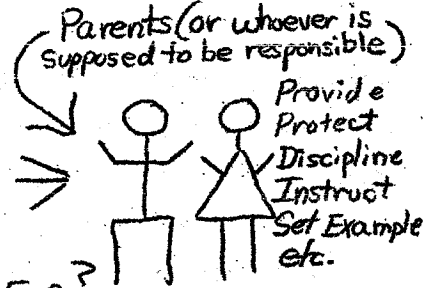 Parents (or whoever is
supposed to be responsible)
Provide
Protect
Discipline
Instruct
Set Example
etc.